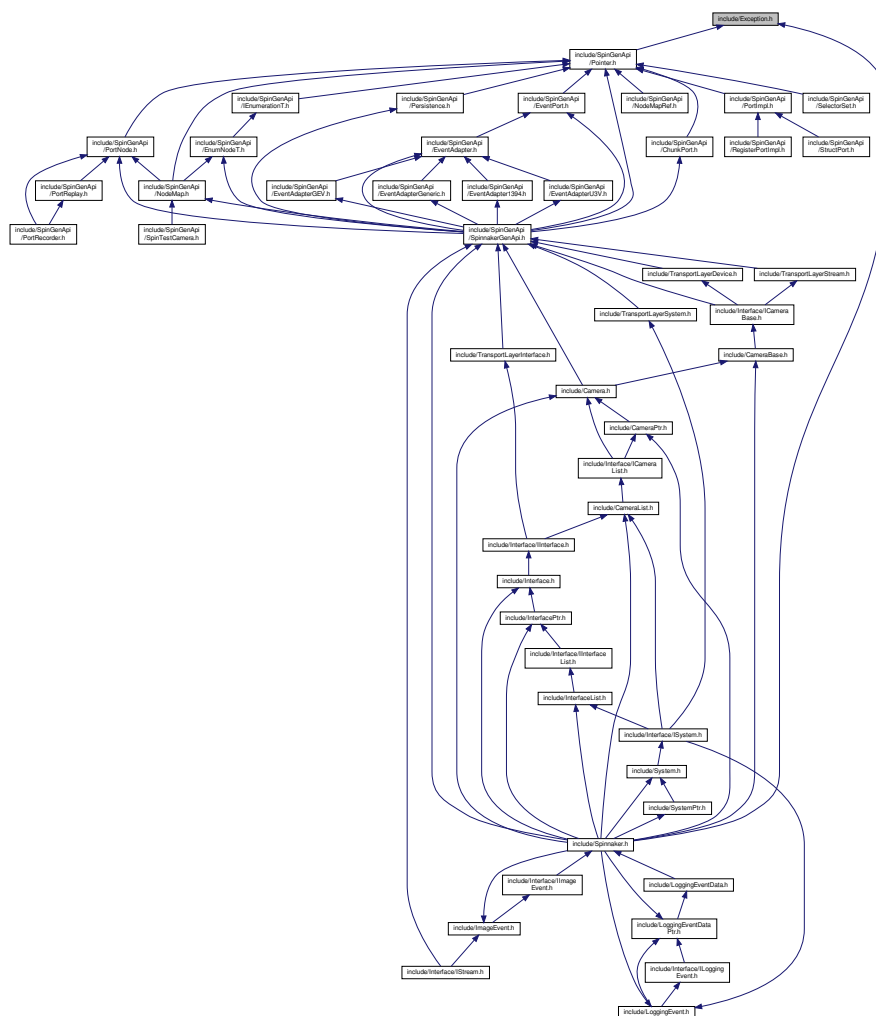 include/Exception.h
include/SpinGenApi
/Pointer.h
include/SpinGenApi
/IEnumerationT.h
include/SpinGenApi
/Persistence.h
include/SpinGenApi
/EventPort.h
include/SpinGenApi
/NodeMapRef.h
include/SpinGenApi
/PortImpl.h
include/SpinGenApi
/SelectorSet.h
include/SpinGenApi
/PortNode.h
include/SpinGenApi
/EnumNodeT.h
include/SpinGenApi
/EventAdapter.h
include/SpinGenApi
/ChunkPort.h
include/SpinGenApi
/RegisterPortImpl.h
include/SpinGenApi
/StructPort.h
include/SpinGenApi
/PortReplay.h
include/SpinGenApi
/NodeMap.h
include/SpinGenApi
/EventAdapterGEV.h
include/SpinGenApi
/EventAdapterGeneric.h
include/SpinGenApi
/EventAdapter1394.h
include/SpinGenApi
/EventAdapterU3V.h
include/SpinGenApi
/PortRecorder.h
include/SpinGenApi
/SpinTestCamera.h
include/SpinGenApi
/SpinnakerGenApi.h
include/TransportLayerDevice.h
include/TransportLayerStream.h
include/TransportLayerSystem.h
include/Interface/ICamera
Base.h
include/TransportLayerInterface.h
include/CameraBase.h
include/Camera.h
include/CameraPtr.h
include/Interface/ICamera
List.h
include/CameraList.h
include/Interface/IInterface.h
include/Interface.h
include/InterfacePtr.h
include/Interface/IInterface
List.h
include/InterfaceList.h
include/Interface/ISystem.h
include/System.h
include/SystemPtr.h
include/Spinnaker.h
include/Interface/IImage
Event.h
include/LoggingEventData.h
include/ImageEvent.h
include/LoggingEventData
Ptr.h
include/Interface/IStream.h
include/Interface/ILogging
Event.h
include/LoggingEvent.h